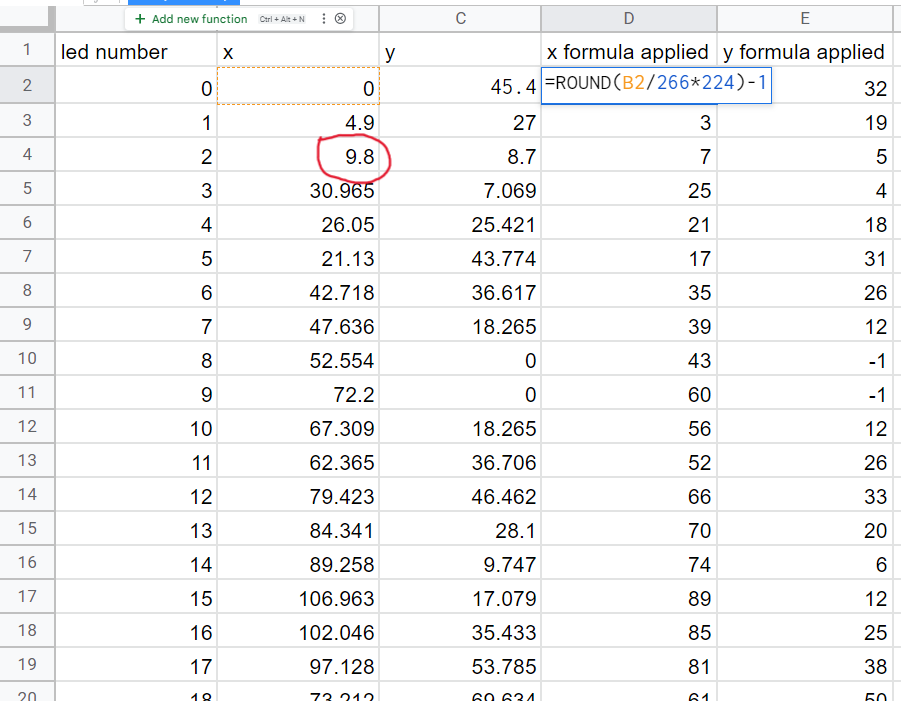 + Add new function Ctrl + Alt + N
C D E
1 led number x y x formula applied y formula applied
2 0 0 45.4 =ROUND(B2/266*224)-1 32
3 1 4.9 27 3 19
4 2 9.8 8.7 7 5
5 3 30.965 7.069 25 4
6 4 26.05 25.421 21 18
7 5 21.13 43.774 17 31
8 6 42.718 36.617 35 26
9 7 47.636 18.265 39 12
10 8 52.554 0 43 -1
11 9 72.2 0 60 -1
12 10 67.309 18.265 56 12
13 11 62.365 36.706 52 26
14 12 79.423 46.462 66 33
15 13 84.341 28.1 70 20
16 14 89.258 9.747 74 6
17 15 106.963 17.079 89 12
18 16 102.046 35.433 85 25
19 17 97.128 53.785 81 38
20 18 73.212 69.634 61 50